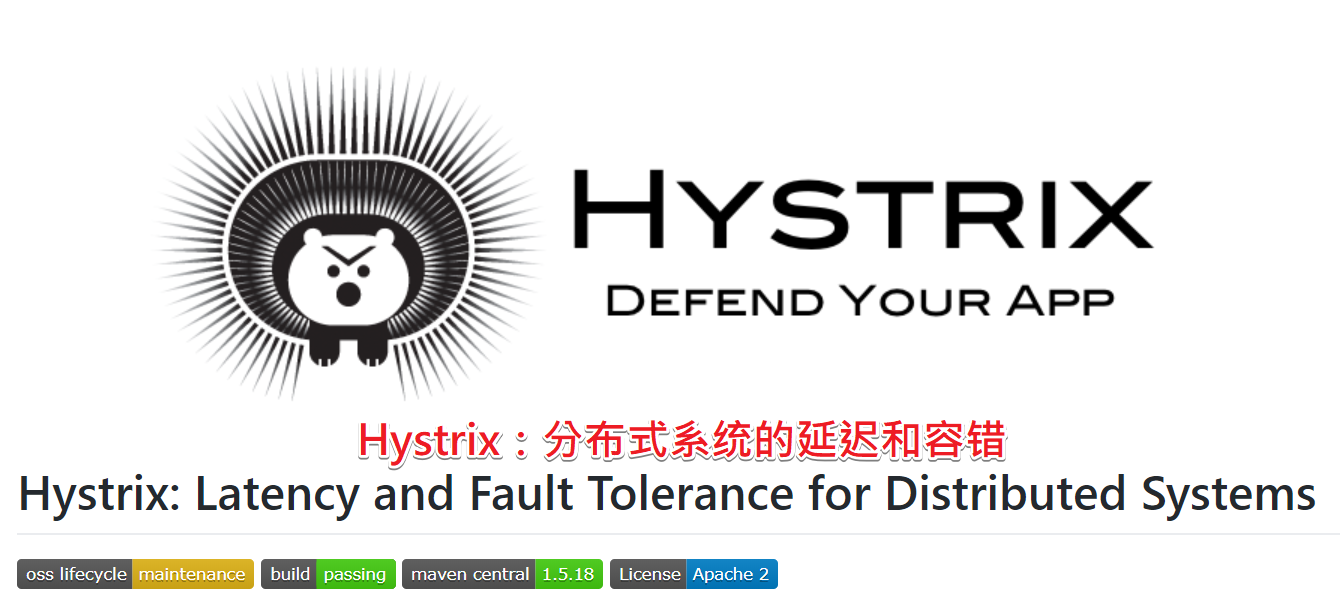 HYSTRIX
DEFEND YOUR APP
Hystrix：分布式系统的延迟和容错
Hystrix: Latency and Fault Tolerance for Distributed Systems
oss lifecycle maintenance build passing maven central 1.5.18 License Apache 2